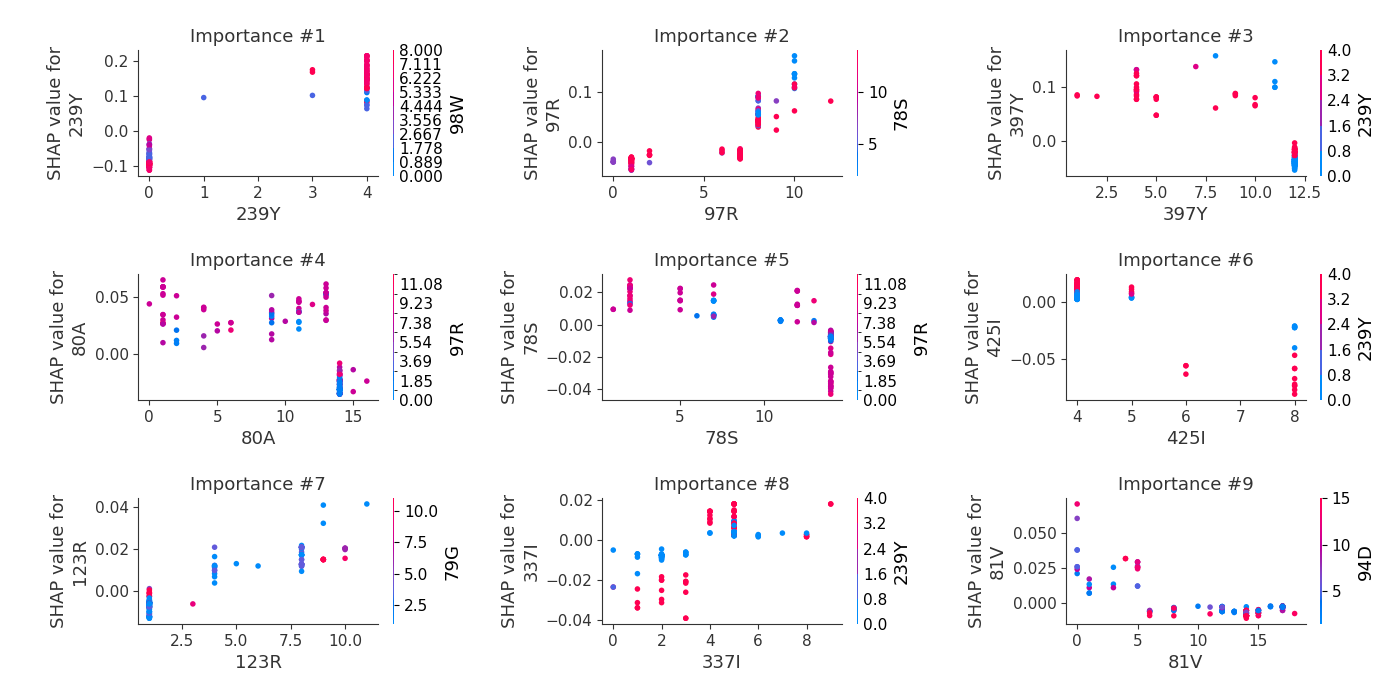 Importance #1
SHAP value for
239Y
0.2
0.1
0.0
−0.1
0
1
2
3
4
239Y
8.000
7.111
6.222
5.333
4.444
3.556
2.667
1.778
0.889
0.000
98W
Importance #2
SHAP value for
97R
0.1
0.0
0
5
10
97R
10
5
78S
Importance #3
SHAP value for
397Y
0.1
0.0
2.5
5.0
7.5
10.0
12.5
397Y
4.0
3.2
2.4
1.6
0.8
0.0
239Y
Importance #4
SHAP value for
80A
0.05
0.00
0
5
10
15
80A
11.08
9.23
7.38
5.54
3.69
1.85
0.00
97R
Importance #5
SHAP value for
78S
0.02
0.00
−0.02
−0.04
5
10
78S
11.08
9.23
7.38
5.54
3.69
1.85
0.00
97R
Importance #6
SHAP value for
425I
0.00
−0.05
4
5
6
7
8
425I
4.0
3.2
2.4
1.6
0.8
0.0
239Y
Importance #7
SHAP value for
123R
0.04
0.02
0.00
2.5
5.0
7.5
10.0
123R
10.0
7.5
5.0
2.5
79G
Importance #8
SHAP value for
337I
0.02
0.00
−0.02
−0.04
0
2
4
6
8
337I
4.0
3.2
2.4
1.6
0.8
0.0
239Y
Importance #9
SHAP value for
81V
0.050
0.025
0.000
0
5
10
15
81V
15
10
5
94D